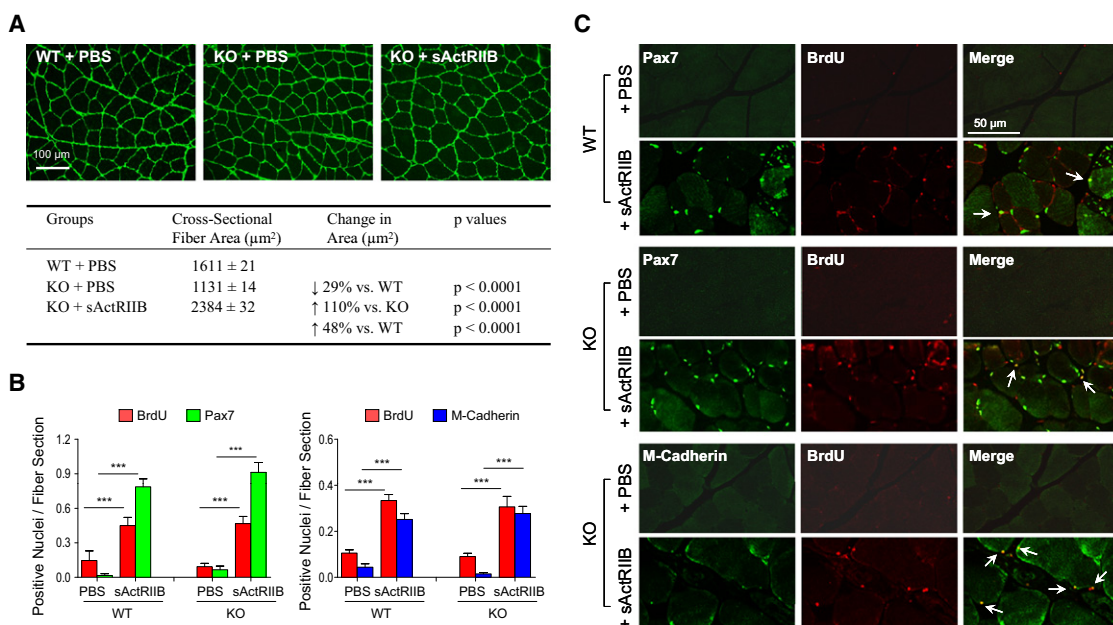 A
WT + PBS
KO + PBS
KO + sActRIIB
100 µm
Groups Cross-Sectional Fiber Area (µm²) Change in Area (µm²) p values
WT + PBS 1611 ± 21
KO + PBS 1131 ± 14 ↓ 29% vs. WT p < 0.0001
KO + sActRIIB 2384 ± 32 ↑ 110% vs. KO p < 0.0001
↑ 48% vs. WT p < 0.0001
B
BrdU Pax7
Positive Nuclei / Fiber Section
1.2
0.9
0.6
0.3
0.0
*** *** *** ***
PBS sActRIIB PBS sActRIIB
WT KO
BrdU M-Cadherin
Positive Nuclei / Fiber Section
0.6
0.4
0.2
0.0
*** *** *** ***
PBS sActRIIB PBS sActRIIB
WT KO
C
WT
+ PBS
+ sActRIIB
Pax7 BrdU Merge
50 µm
KO
+ PBS
+ sActRIIB
Pax7 BrdU Merge
KO
+ PBS
+ sActRIIB
M-Cadherin BrdU Merge